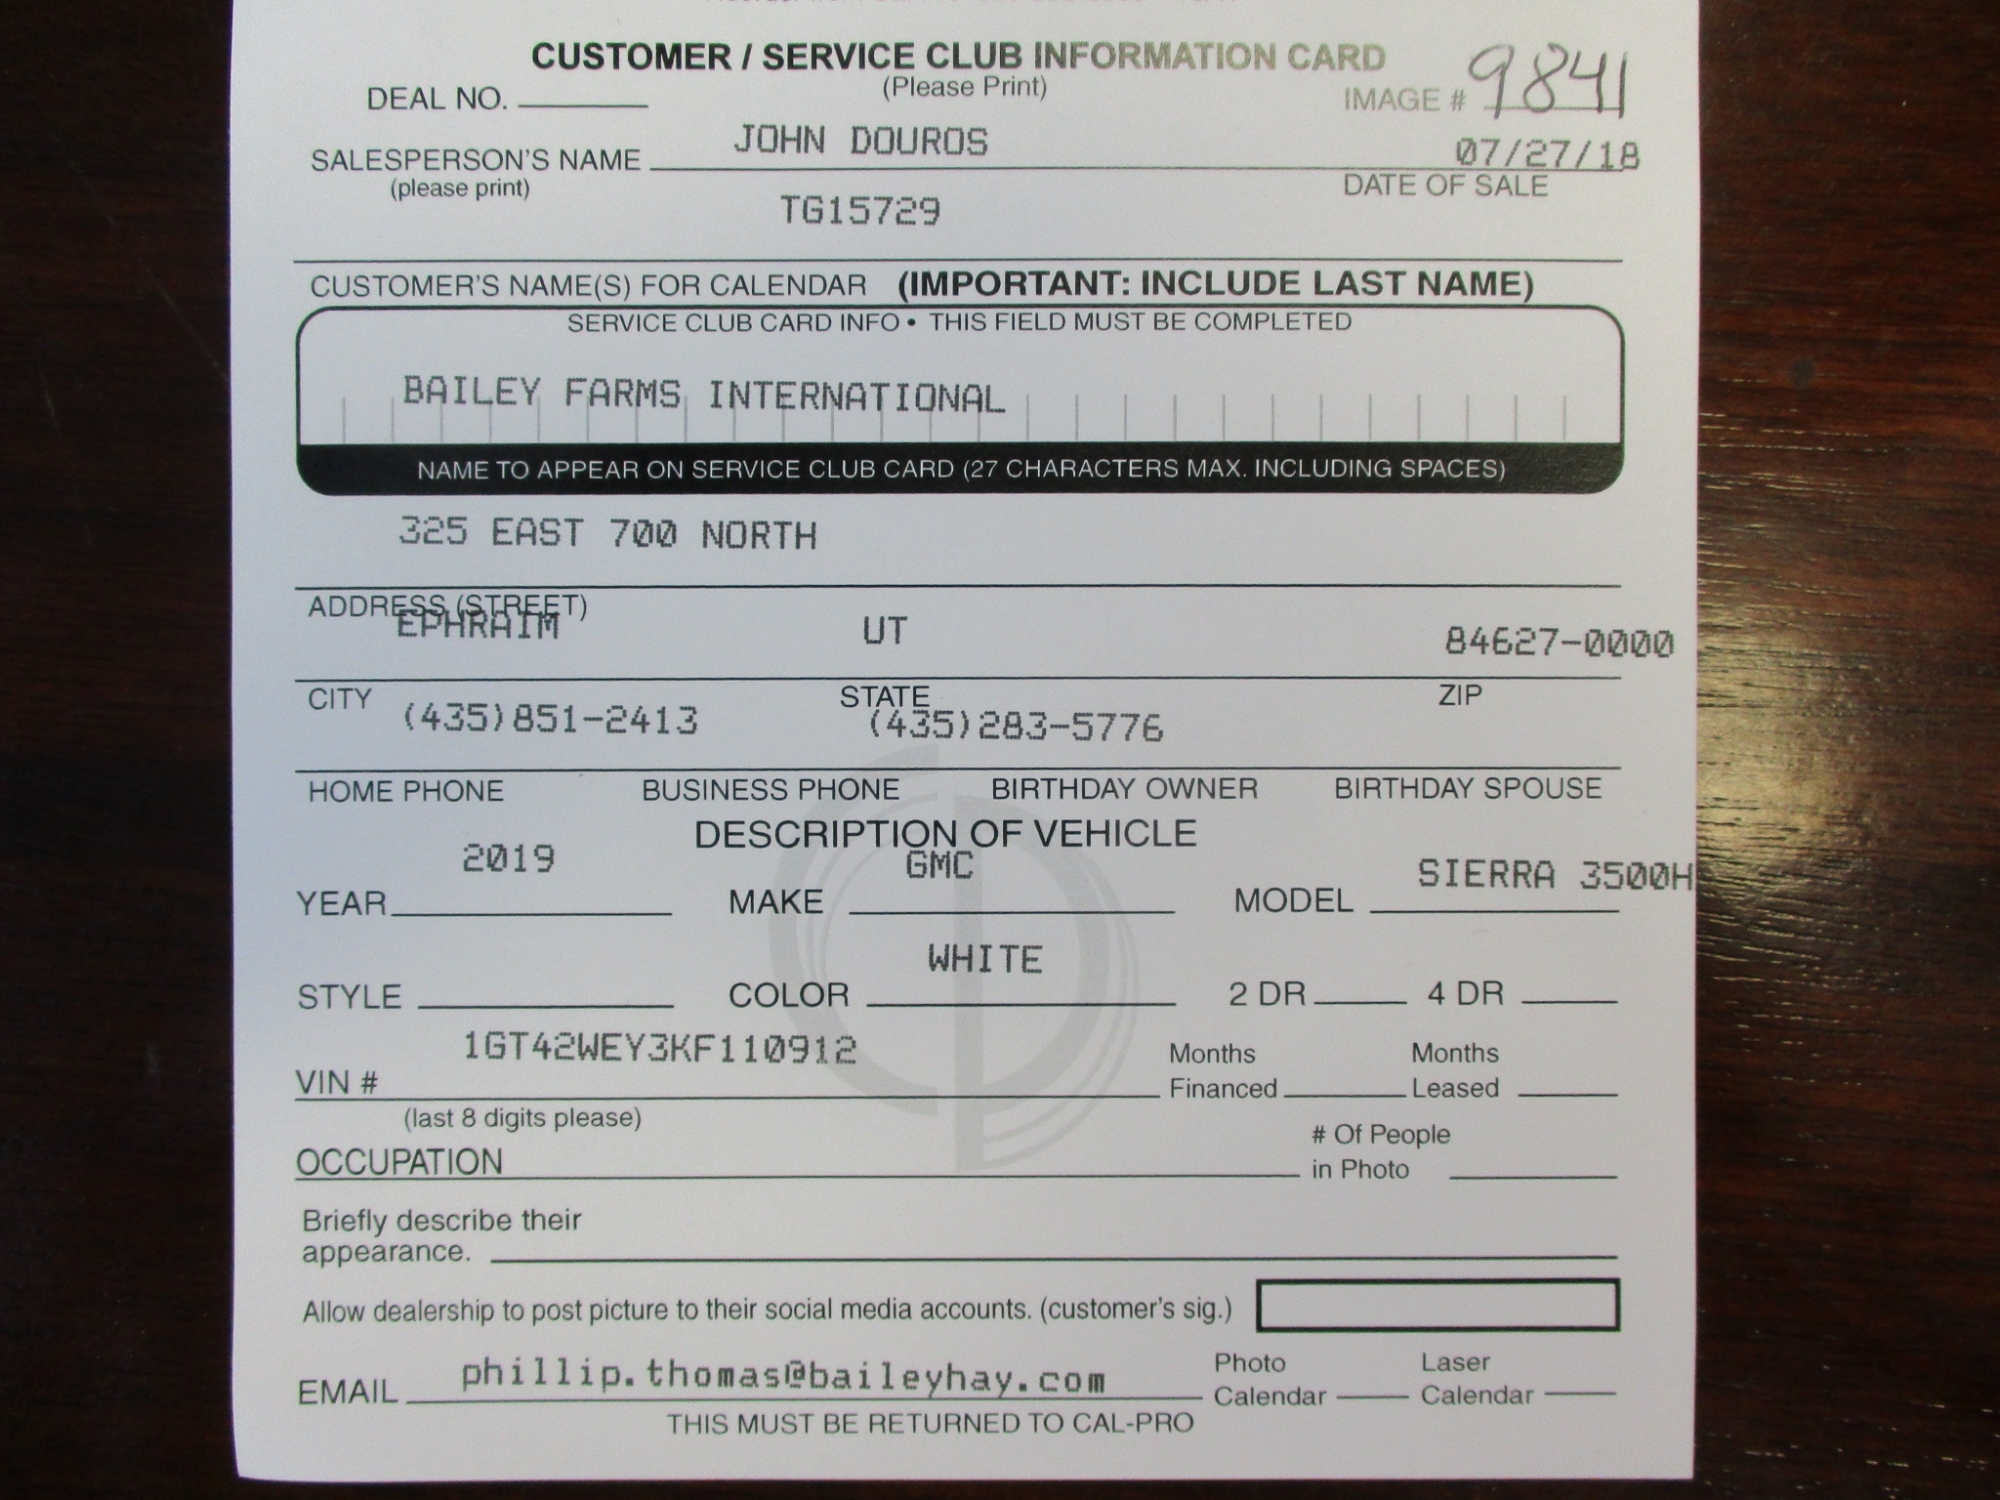 CUSTOMER / SERVICE CLUB INFORMATION CARD
(Please Print)
DEAL NO. IMAGE # 9841
JOHN DOUROS 07/27/18
SALESPERSON'S NAME
(please print) DATE OF SALE
TG15729
CUSTOMER'S NAME(S) FOR CALENDAR (IMPORTANT: INCLUDE LAST NAME)
SERVICE CLUB CARD INFO • THIS FIELD MUST BE COMPLETED
BAILEY FARMS INTERNATIONAL
NAME TO APPEAR ON SERVICE CLUB CARD (27 CHARACTERS MAX. INCLUDING SPACES)
325 EAST 700 NORTH
ADDRESS (STREET)
EPHRAIM UT 84627-0000
CITY STATE ZIP
(435)851-2413 (435)283-5776
HOME PHONE BUSINESS PHONE BIRTHDAY OWNER BIRTHDAY SPOUSE
DESCRIPTION OF VEHICLE
2019 GMC SIERRA 3500H
YEAR MAKE MODEL
WHITE
STYLE COLOR 2 DR 4 DR
1GT42WEY3KF110912
VIN # Months Financed Months Leased
(last 8 digits please)
OCCUPATION # Of People in Photo
Briefly describe their
appearance.
Allow dealership to post picture to their social media accounts. (customer's sig.)
EMAIL phillip.thomas@baileyhay.com Photo Calendar Laser Calendar
THIS MUST BE RETURNED TO CAL-PRO